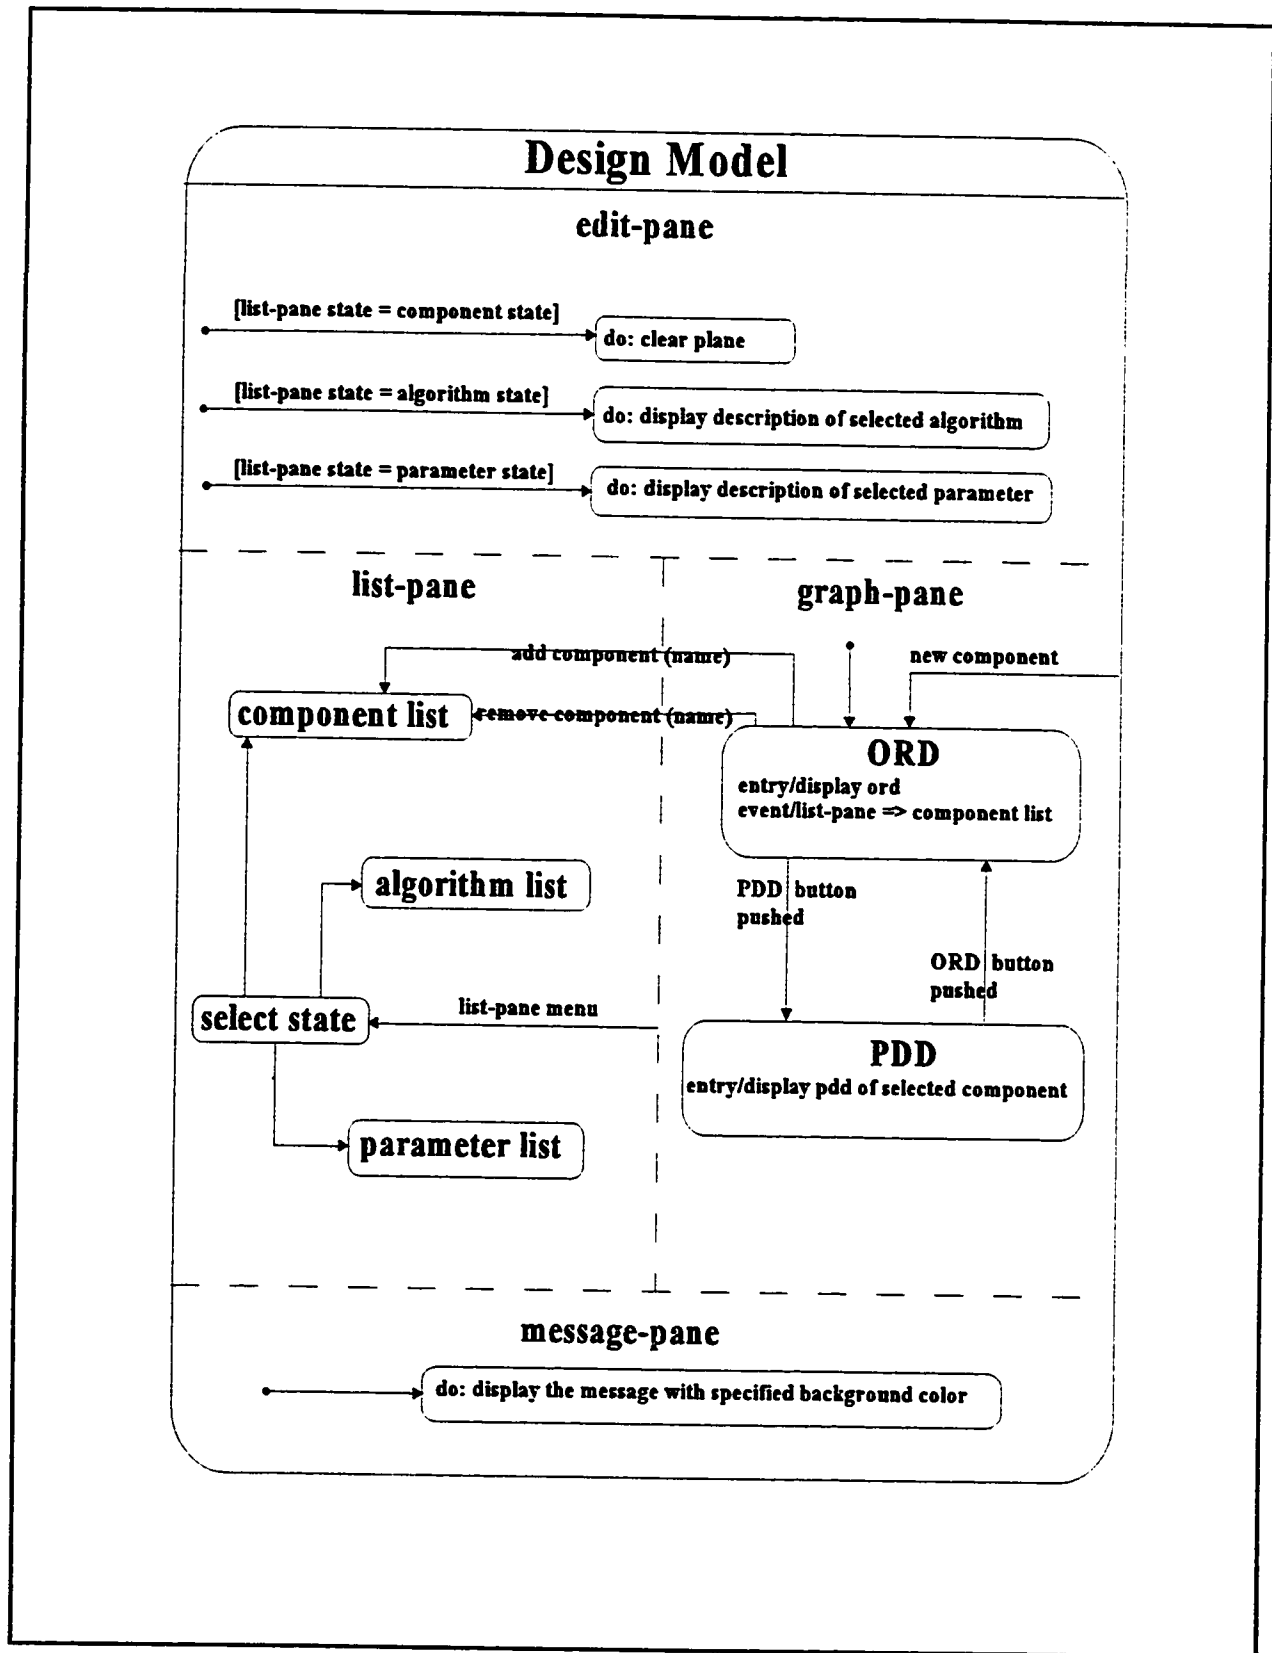 Design Model
edit-pane
[list-pane state = component state]
do: clear plane
[list-pane state = algorithm state]
do: display description of selected algorithm
[list-pane state = parameter state]
do: display description of selected parameter
list-pane
graph-pane
add component (name)
new component
component list
remove component (name)
ORD
entry/display ord
event/list-pane => component list
algorithm list
PDD button
pushed
ORD button
pushed
select state
list-pane menu
PDD
entry/display pdd of selected component
parameter list
message-pane
do: display the message with specified background color